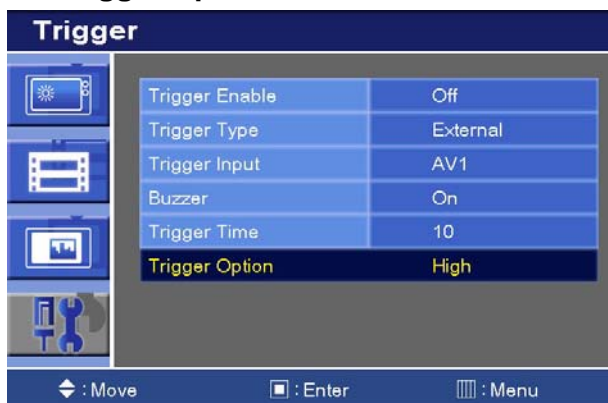 Trigger
Trigger Enable Off
Trigger Type External
Trigger Input AV1
Buzzer On
Trigger Time 10
Trigger Option High
: Move : Enter : Menu